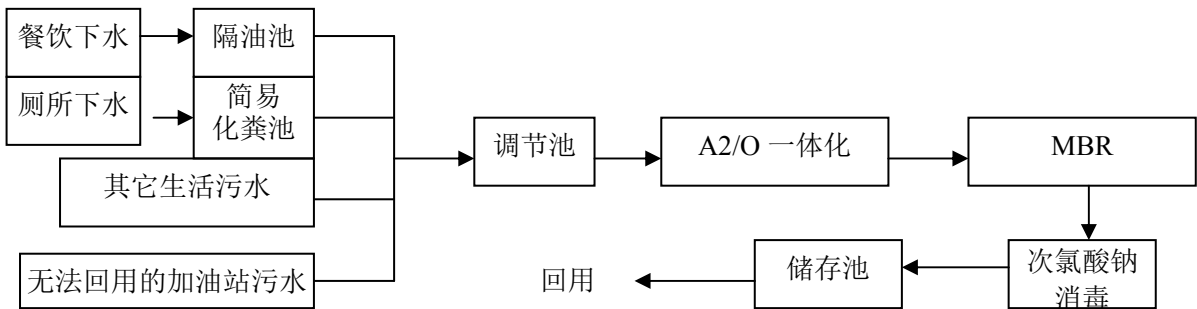 餐饮下水
隔油池
厕所下水
简易
化粪池
其它生活污水
无法回用的加油站污水
调节池
A2/O 一体化
MBR
次氯酸钠
消毒
储存池
回用